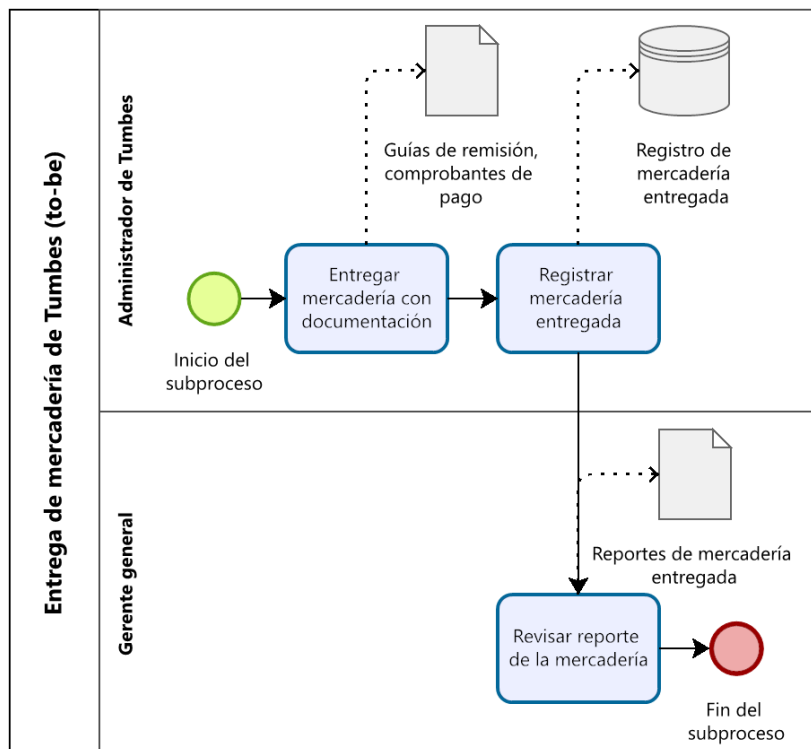 Entrega de mercadería de Tumbes (to-be)
Administrador de Tumbes
Guías de remisión,
comprobantes de
pago
Registro de
mercadería
entregada
Inicio del
subproceso
Entregar
mercadería con
documentación
Registrar
mercadería
entregada
Gerente general
Reportes de mercadería
entregada
Revisar reporte
de la mercadería
Fin del
subproceso